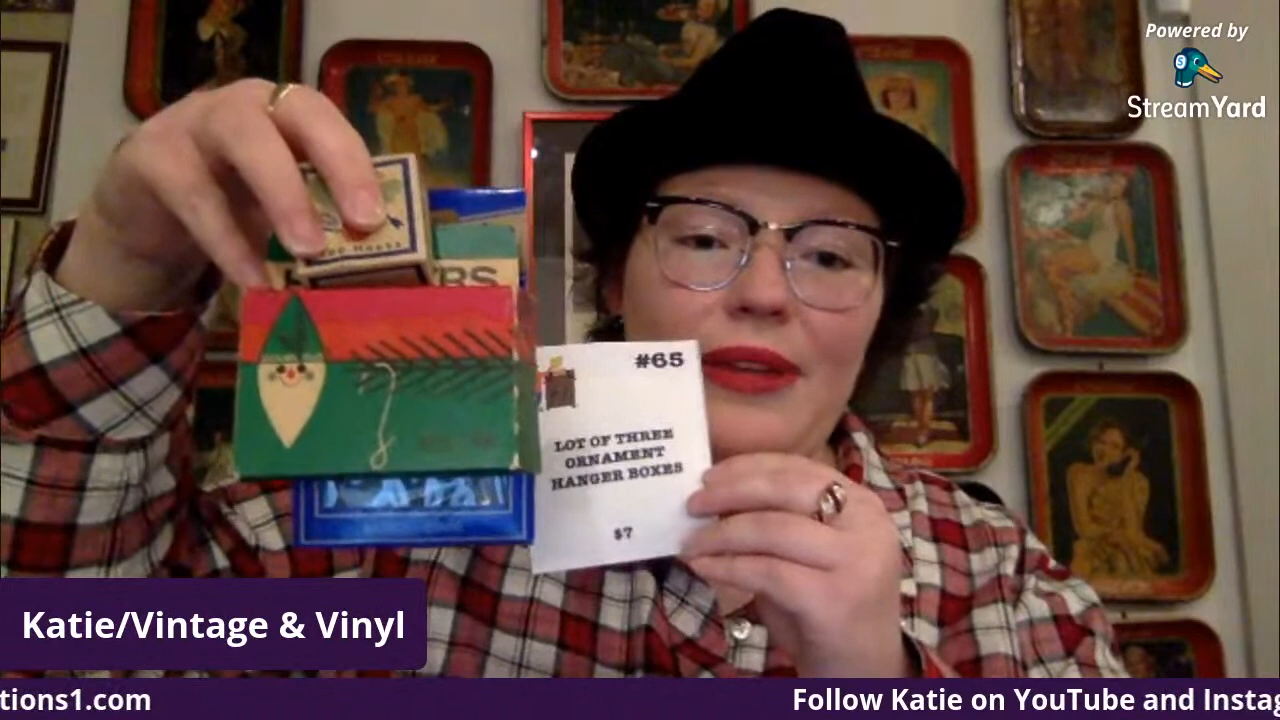 Powered by
StreamYard
#65
LOT OF THREE
ORNAMENT
HANGER BOXES
$7
Katie/Vintage & Vinyl
tions1.com
Follow Katie on YouTube and Instag